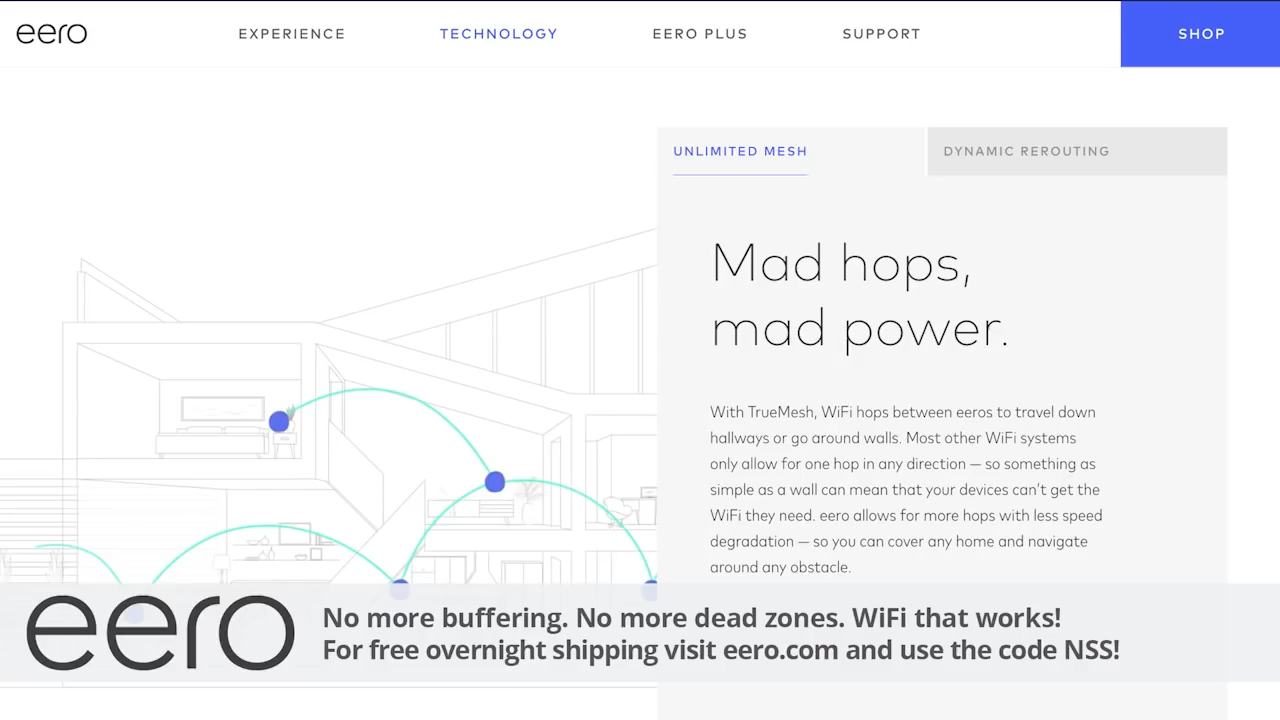 eero EXPERIENCE TECHNOLOGY EERO PLUS SUPPORT SHOP
UNLIMITED MESH DYNAMIC REROUTING
Mad hops,
mad power.
With TrueMesh, WiFi hops between eeros to travel down
hallways or go around walls. Most other WiFi systems
only allow for one hop in any direction — so something as
simple as a wall can mean that your devices can't get the
WiFi they need. eero allows for more hops with less speed
degradation — so you can cover any home and navigate
around any obstacle.
eero
No more buffering. No more dead zones. WiFi that works!
For free overnight shipping visit eero.com and use the code NSS!